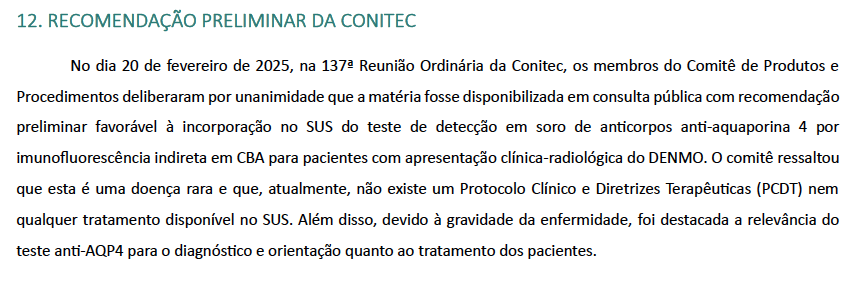 12. RECOMENDAÇÃO PRELIMINAR DA CONITEC
No dia 20 de fevereiro de 2025, na 137ª Reunião Ordinária da Conitec, os membros do Comitê de Produtos e
Procedimentos deliberaram por unanimidade que a matéria fosse disponibilizada em consulta pública com recomendação
preliminar favorável à incorporação no SUS do teste de detecção em soro de anticorpos anti-aquaporina 4 por
imunofluorescência indireta em CBA para pacientes com apresentação clínica-radiológica do DENMO. O comitê ressaltou
que esta é uma doença rara e que, atualmente, não existe um Protocolo Clínico e Diretrizes Terapêuticas (PCDT) nem
qualquer tratamento disponível no SUS. Além disso, devido à gravidade da enfermidade, foi destacada a relevância do
teste anti-AQP4 para o diagnóstico e orientação quanto ao tratamento dos pacientes.